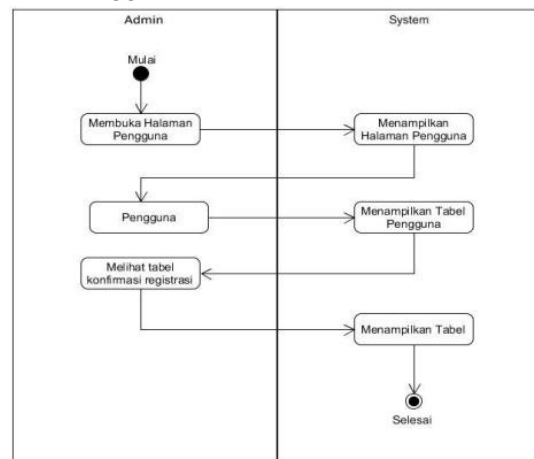 Admin
System
Mulai
Membuka Halaman
Pengguna
Menampilkan
Halaman Pengguna
Pengguna
Menampilkan Tabel
Pengguna
Melihat tabel
konfirmasi registrasi
Menampilkan Tabel
Selesai